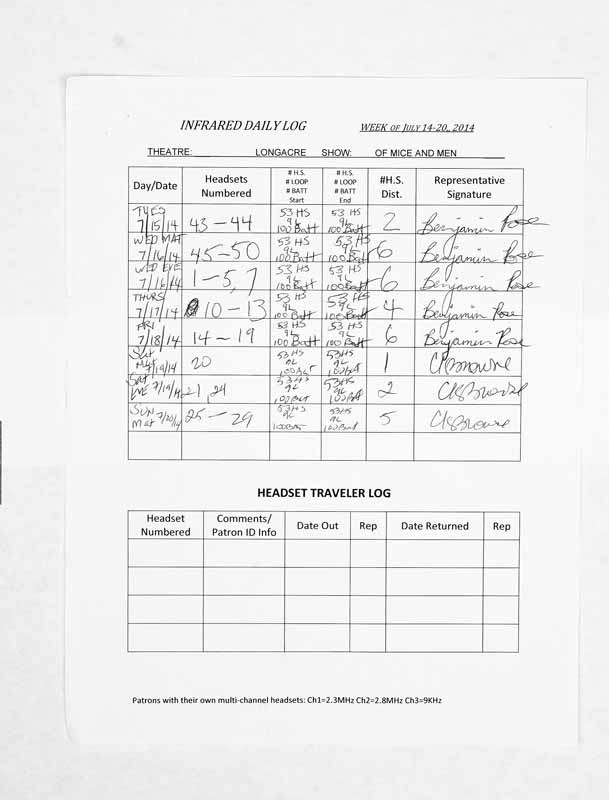 INFRARED DAILY LOG WEEK OF JULY 14-20,, 2014
THEATRE: LONGACRE SHOW: OF MICE AND MEN
Day/Date Headsets Numbered # H.S. # LOOP # BATT Start # H.S. # LOOP # BATT End #H.S. Dist. Representative Signature
TUES 7/15/14 43 - 44 53 HS 9L 100 Batt 53 HS 9L 100 Batt 2 Benjamin Rose
WED MAT 7/16/14 45 - 50 53 HS 9L 100 Batt 53 HS 9L 100 Batt 6 Benjamin Rose
WED EVE 7/16/14 1 - 5, 7 53 HS 9L 100 Batt 53 HS 9L 100 Batt 6 Benjamin Rose
THURS 7/17/14 10 - 13 53 HS 9L 100 Batt 53 HS 9L 100 Batt 4 Benjamin Rose
FRI 7/18/14 14 - 19 53 HS 9L 100 Batt 53 HS 9L 100 Batt 6 Benjamin Rose
Sat Mat 7/19/14 20 53 HS 9L 100 Bat 53 HS 9L 100 Bat 1 CBrowne
Sat EVE 7/19/14 21, 24 53 HS 9L 100 Bat 53 HS 9L 100 Bat 2 CBrowne
SUN Mat 7/20/14 25 - 29 53 HS 9L 100 Bat 53 HS 9L 100 Bat 5 CBrowne
HEADSET TRAVELER LOG
Headset Numbered Comments/ Patron ID Info Date Out Rep Date Returned Rep
Patrons with their own multi-channel headsets: Ch1=2.3MHz Ch2=2.8MHz Ch3=9KHz